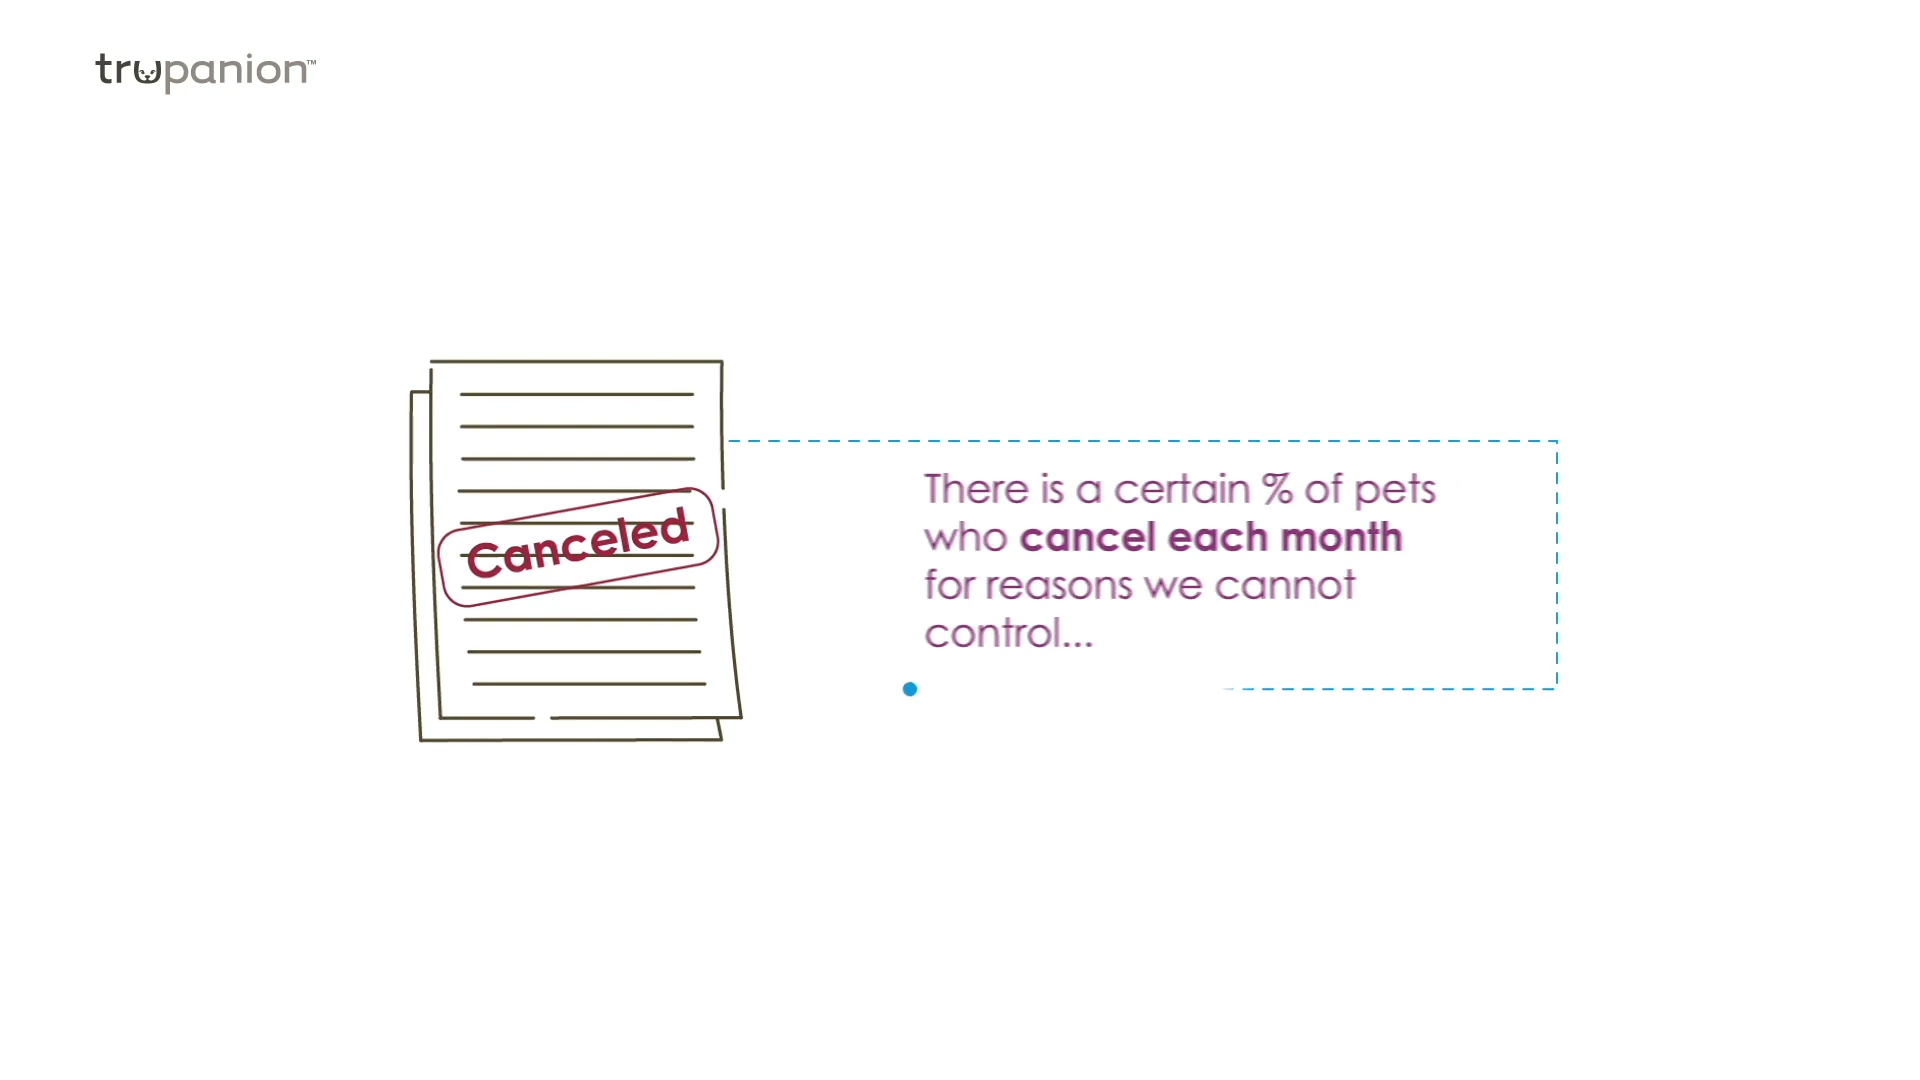 trupanion™
Canceled
There is a certain % of pets
who cancel each month
for reasons we cannot
control...